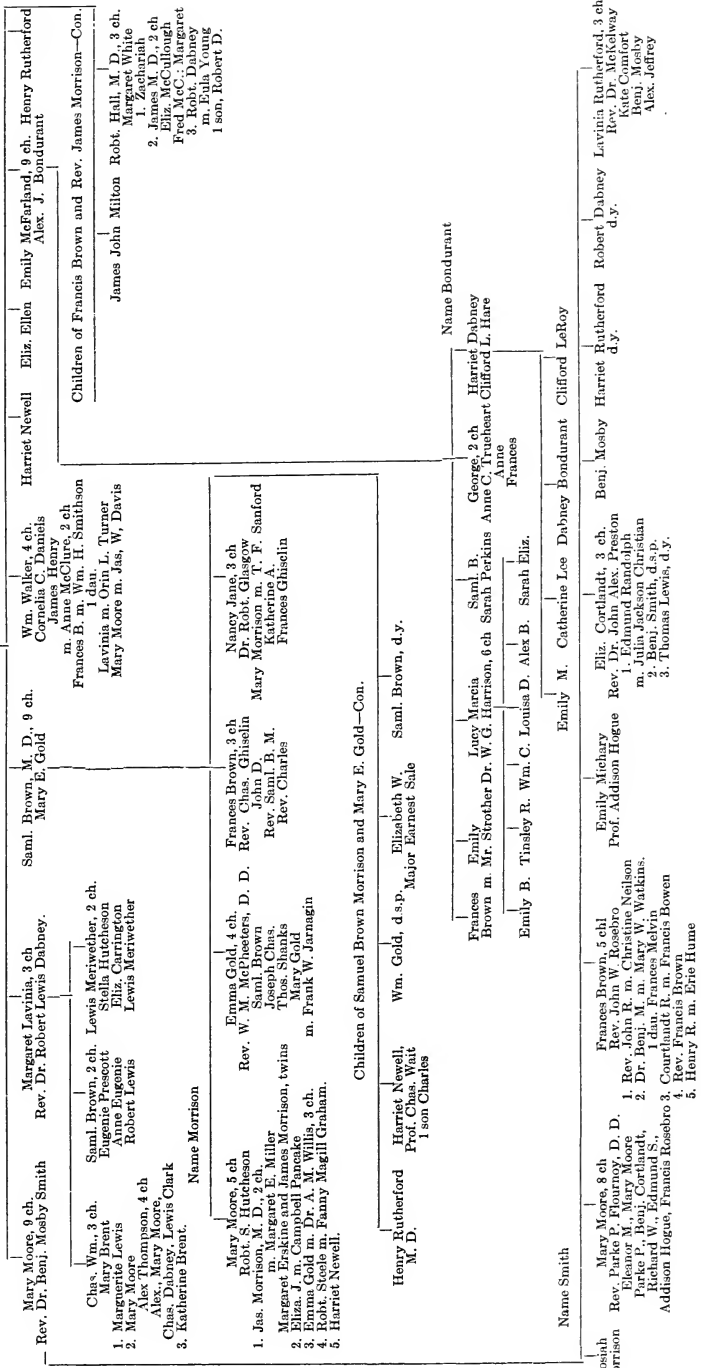 Mary Moore, 9 ch.
Rev. Dr. Benj. Mosby Smith
Margaret Lavinia, 3 ch
Rev. Dr. Robert Lewis Dabney.
Saml. Brown, M. D., 9 ch.
Mary E. Gold
Wm. Walker, 4 ch.
Cornelia C. Daniels
James Henry
m. Anne McClure, 2 ch
Frances B. m. Wm. H. Smithson
1 dau.
Lavinia m. Orin L. Turner
Mary Moore m. Jas, W, Davis
Harriet Newell
Eliz. Ellen
Emily McFarland, 9 ch.
Alex. J. Bondurant
Henry Rutherford
Chas. Wm., 3 ch.
Mary Brent
1. Marguerite Lewis
2. Mary Moore
Alex Thompson, 4 ch
Alex., Mary Moore,
Chas. Dabney, Lewis Clark
3. Katherine Brent.
Saml. Brown, 2 ch.
Eugenie Prescott
Anne Eugenie
Robert Lewis
Lewis Meriwether, 2 ch.
Stella Hutcheson
Eliz. Carrington
Lewis Meriwether
Children of Francis Brown and Rev. James Morrison—Con.
James John Milton
Robt. Hall, M. D., 3 ch.
Margaret White
1. Zachariah
2. James M. D., 2 ch
Eliz. McCullough
Fred McC.; Margaret
3. Robt. Dabney
m. Eula Young
1 son, Robert D.
Name Morrison
Mary Moore, 5 ch
Robt. S. Hutcheson
1. Jas. Morrison, M. D., 2 ch,
m. Margaret E. Miller
Margaret Erskine and James Morrison, twins
2. Eliza. J. m. Campbell Pancake
3. Emma Gold m. Dr. A. M. Willis, 3 ch.
4. Robt. Steele m. Fanny Magill Graham.
5. Harriet Newell.
Emma Gold, 4 ch.
Rev. W. M. McPheeters, D. D.
Saml. Brown
Joseph Chas.
Thos. Shanks
Mary Gold
m. Frank W. Jarnagin
Frances Brown, 3 ch
Rev. Chas. Ghiselin
John D.
Rev. Saml. B. M.
Rev. Charles
Nancy Jane, 3 ch
Dr. Robt. Glasgow
Mary Morrison m. T. F. Sanford
Katherine A.
Frances Ghiselin
Children of Samuel Brown Morrison and Mary E. Gold—Con.
Henry Rutherford
M. D.
Harriet Newell,
Prof. Chas. Wait
1 son Charles
Wm. Gold, d.s.p.
Elizabeth W.
Major Earnest Sale
Saml. Brown, d.y.
Name Bondurant
Frances
Brown
Emily
m. Mr. Strother
Lucy Marcia
Dr. W. G. Harrison, 6 ch
Saml. B.
Sarah Perkins
George, 2 ch
Anne C. Trueheart
Anne
Frances
Harriet Dabney
Clifford L. Hare
Emily B. Tinsley R. Wm. C. Louisa D. Alex B. Sarah Eliz.
Emily M. Catherine Lee Dabney Bondurant Clifford LeRoy
Name Smith
Josiah
Morrison
Mary Moore, 8 ch
Rev. Parke P. Flournoy, D. D.
Eleanor M., Mary Moore
Parke P., Benj. Cortlandt,
Richard W., Edmund S.,
Addison Hogue, Francis Rosebro
Frances Brown, 5 chl
Rev. John W. Rosebro
1. Rev. John R. m. Christine Neilson
2. Dr. Benj. M. m. Mary W. Watkins.
1 dau. Frances Melvin
3. Courtlandt R. m. Francis Bowen
4. Rev. Francis Brown
5. Henry R. m. Erie Hume
Emily Michary
Prof. Addison Hogue
Eliz. Cortlandt, 3 ch.
Rev. Dr. John Alex. Preston
1. Edmund Randolph
m. Julia Jackson Christian
2. Benj. Smith, d.s.p.
3. Thomas Lewis, d.y.
Benj. Mosby
Harriet Rutherford
d.y.
Robert Dabney
d.y.
Lavinia Rutherford, 3 ch
Rev. Dr. McKelway
Kate Comfort
Benj. Mosby
Alex. Jeffrey